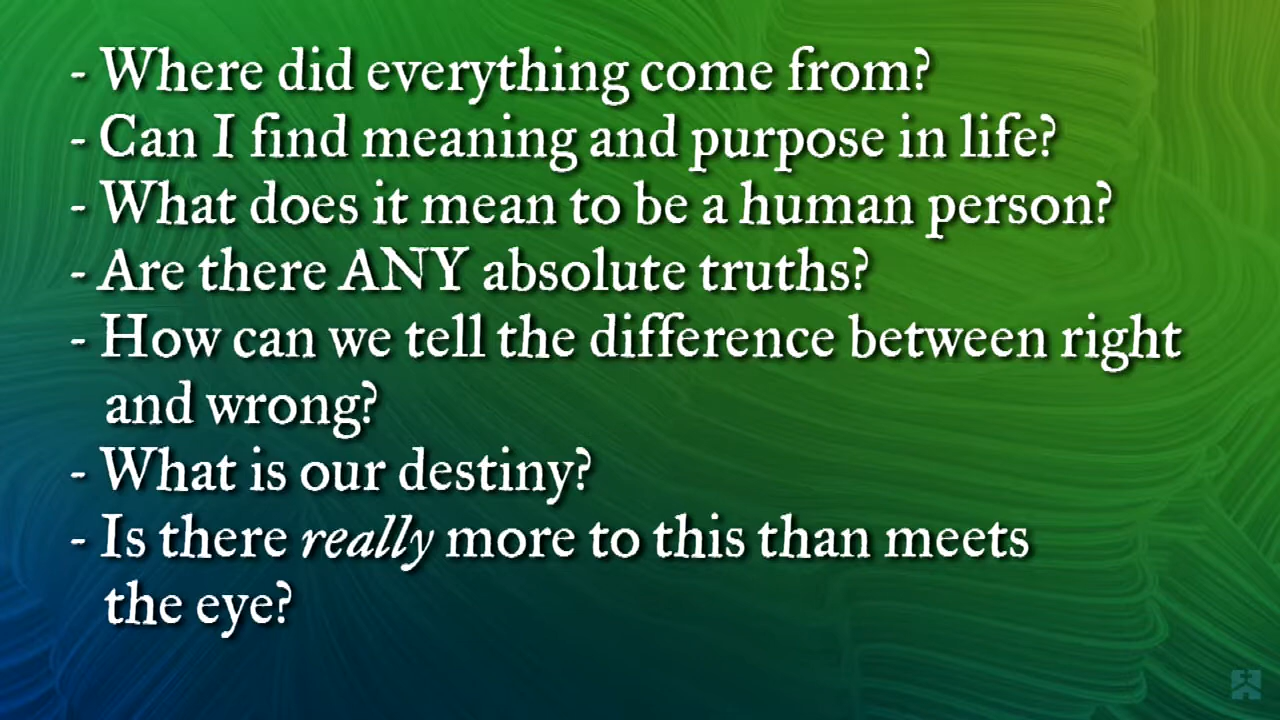 - Where did everything come from?
- Can I find meaning and purpose in life?
- What does it mean to be a human person?
- Are there ANY absolute truths?
- How can we tell the difference between right
and wrong?
- What is our destiny?
- Is there really more to this than meets
the eye?